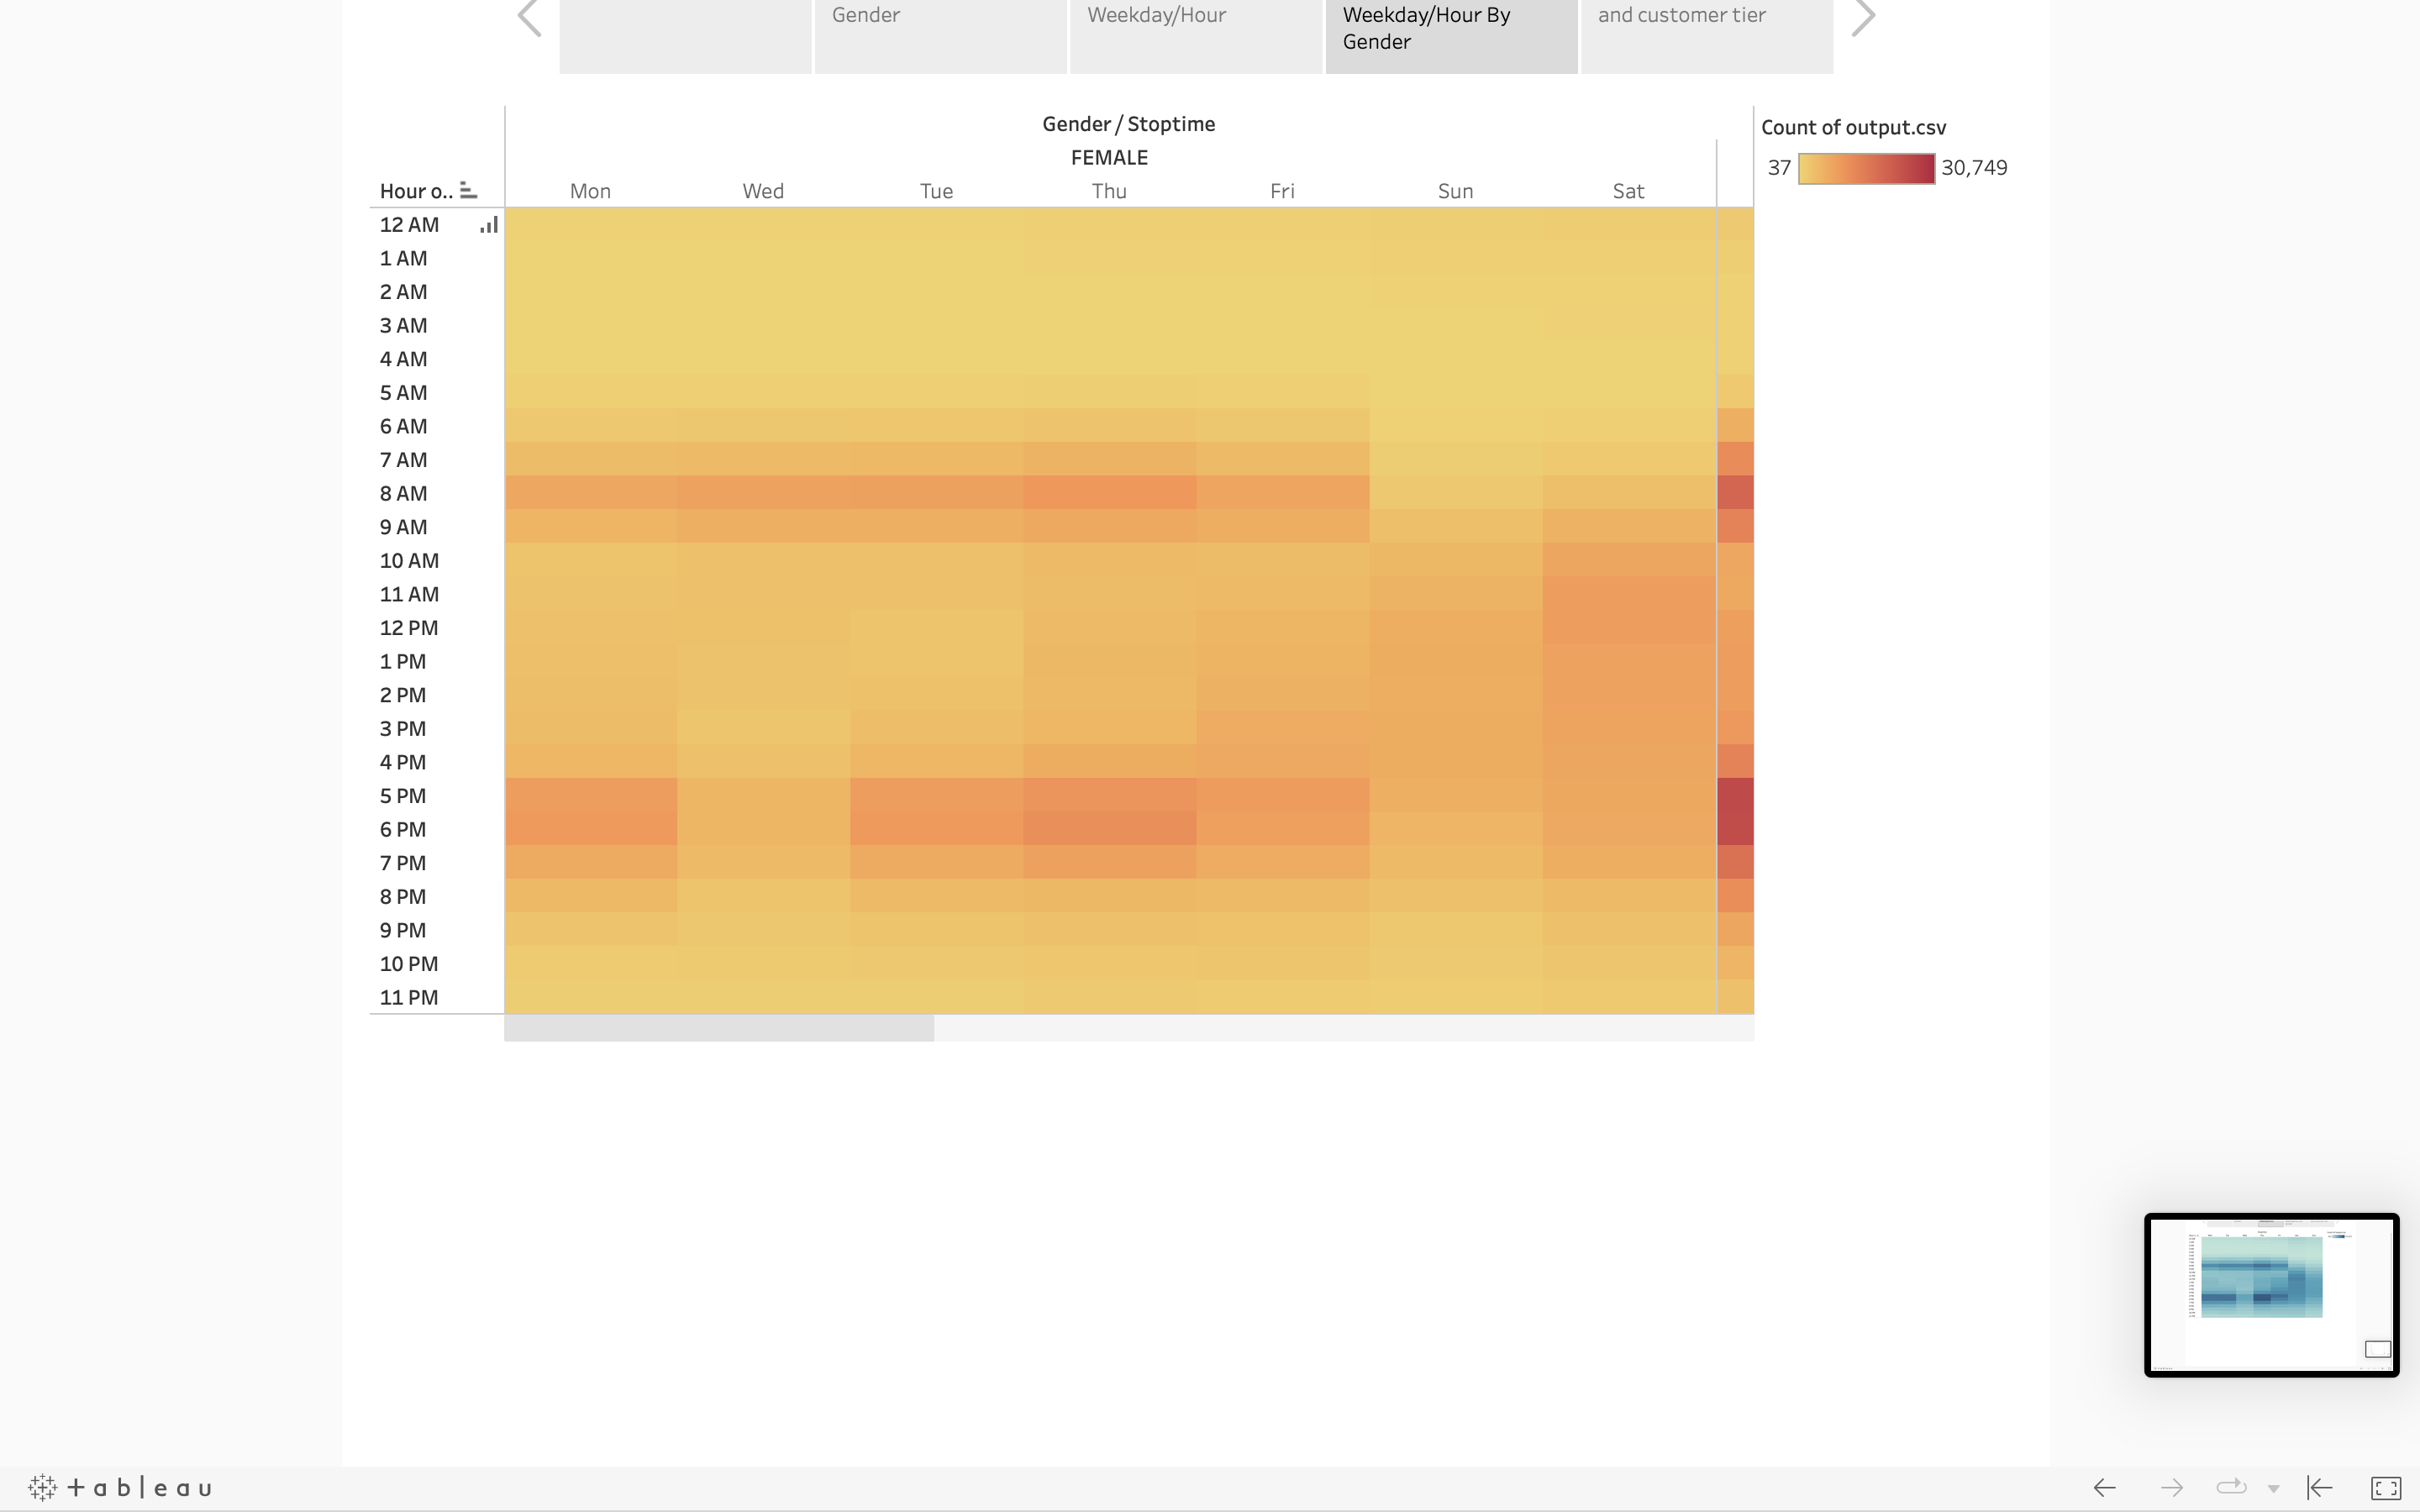 Gender
Weekday/Hour
Weekday/Hour By
Gender
and customer tier
Gender / Stoptime
FEMALE
Hour o..
Mon Wed Tue Thu Fri Sun Sat
Count of output.csv
37 30,749
12 AM
1 AM
2 AM
3 AM
4 AM
5 AM
6 AM
7 AM
8 AM
9 AM
10 AM
11 AM
12 PM
1 PM
2 PM
3 PM
4 PM
5 PM
6 PM
7 PM
8 PM
9 PM
10 PM
11 PM
+ a b l e a u